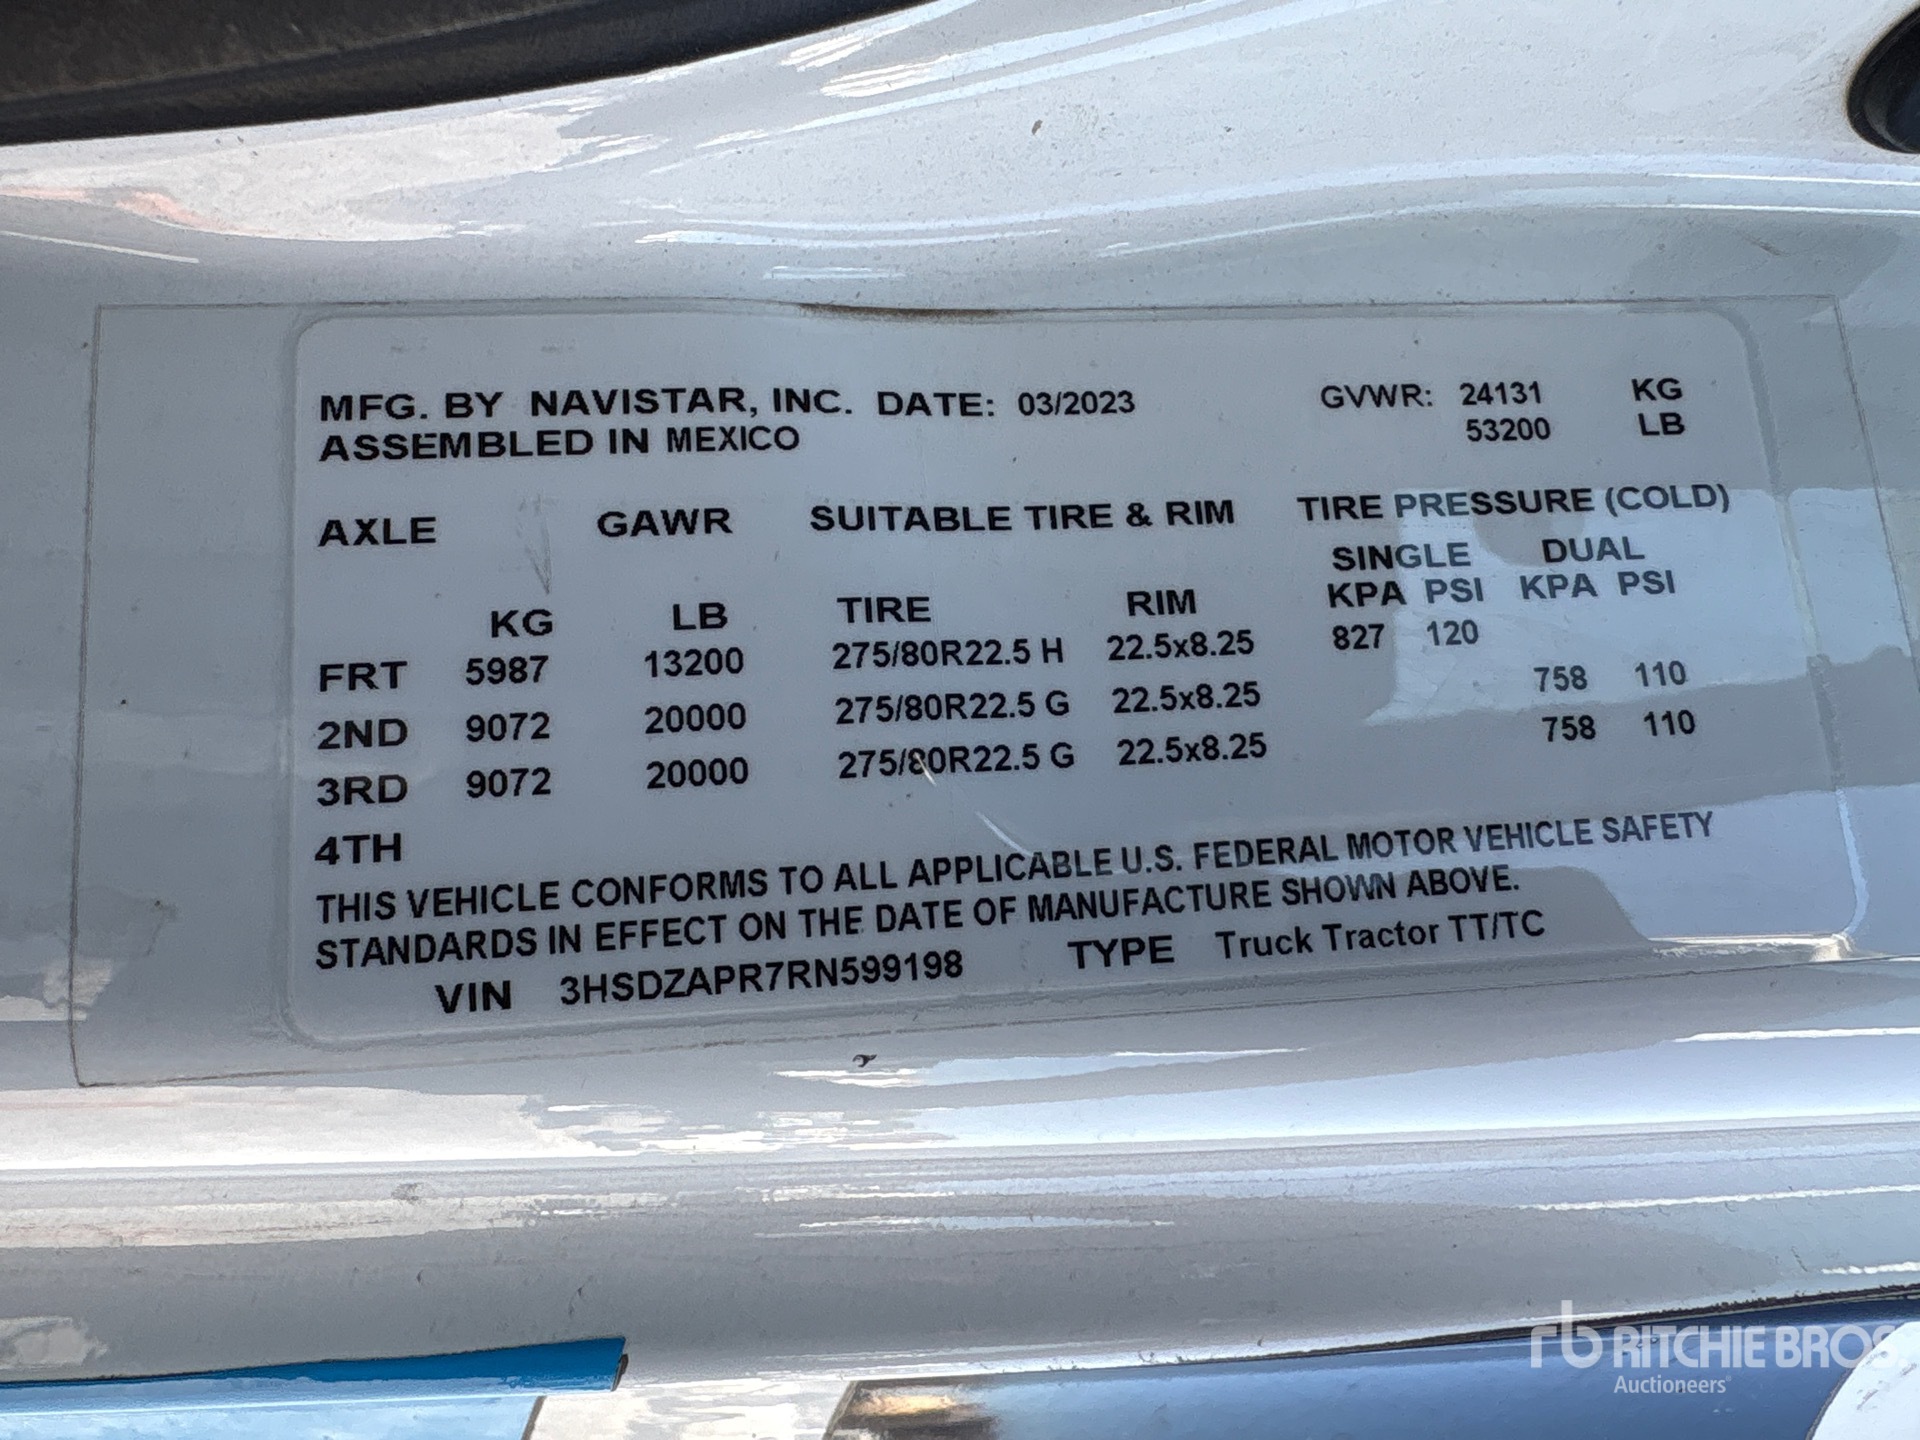 MFG. BY NAVISTAR, INC. DATE: 03/2023 GVWR: 24131 KG
ASSEMBLED IN MEXICO 53200 LB
AXLE GAWR SUITABLE TIRE & RIM TIRE PRESSURE (COLD)
SINGLE DUAL
KG LB TIRE RIM KPA PSI KPA PSI
FRT 5987 13200 275/80R22.5 H 22.5x8.25 827 120
2ND 9072 20000 275/80R22.5 G 22.5x8.25 758 110
3RD 9072 20000 275/80R22.5 G 22.5x8.25 758 110
4TH
THIS VEHICLE CONFORMS TO ALL APPLICABLE U.S. FEDERAL MOTOR VEHICLE SAFETY
STANDARDS IN EFFECT ON THE DATE OF MANUFACTURE SHOWN ABOVE.
VIN 3HSDZAPR7RN599198 TYPE Truck Tractor TT/TC
rb RITCHIE BROS.
Auctioneers